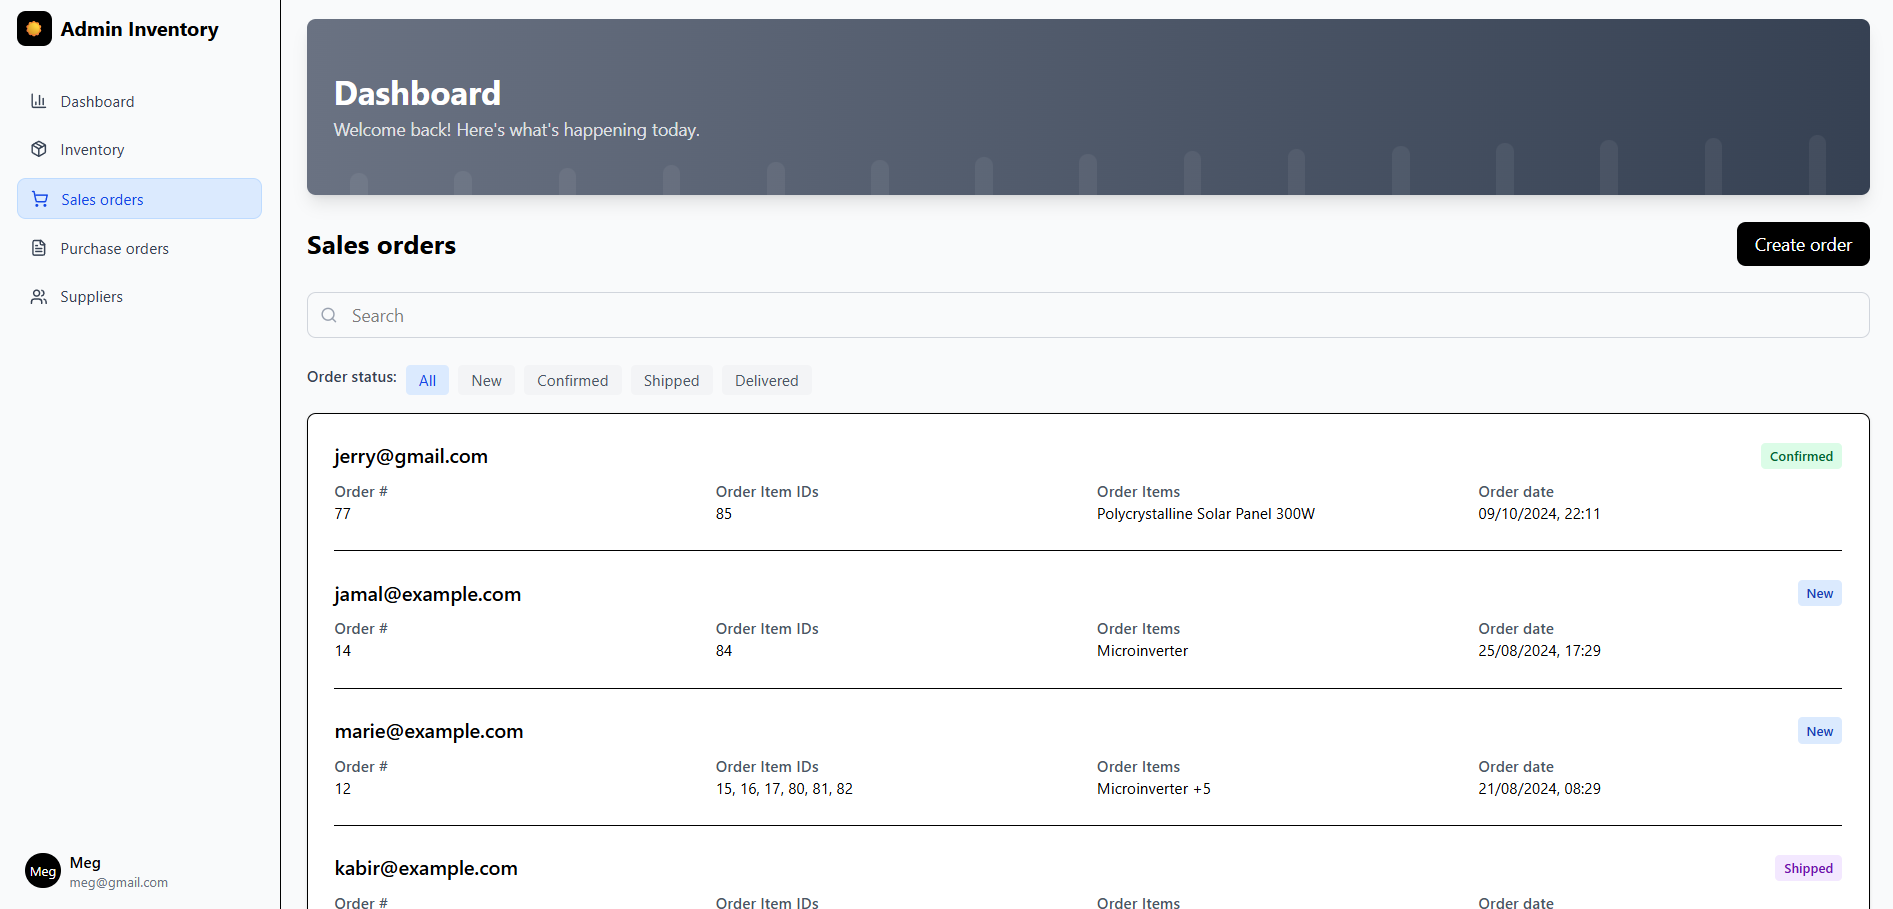 Admin Inventory
Dashboard
Inventory
Sales orders
Purchase orders
Suppliers
Meg
Meg
meg@gmail.com
Dashboard
Welcome back! Here's what's happening today.
Sales orders
Create order
Search
Order status: All New Confirmed Shipped Delivered
jerry@gmail.com Confirmed
Order # Order Item IDs Order Items Order date
77 85 Polycrystalline Solar Panel 300W 09/10/2024, 22:11
jamal@example.com New
Order # Order Item IDs Order Items Order date
14 84 Microinverter 25/08/2024, 17:29
marie@example.com New
Order # Order Item IDs Order Items Order date
12 15, 16, 17, 80, 81, 82 Microinverter +5 21/08/2024, 08:29
kabir@example.com Shipped
Order # Order Item IDs Order Items Order date